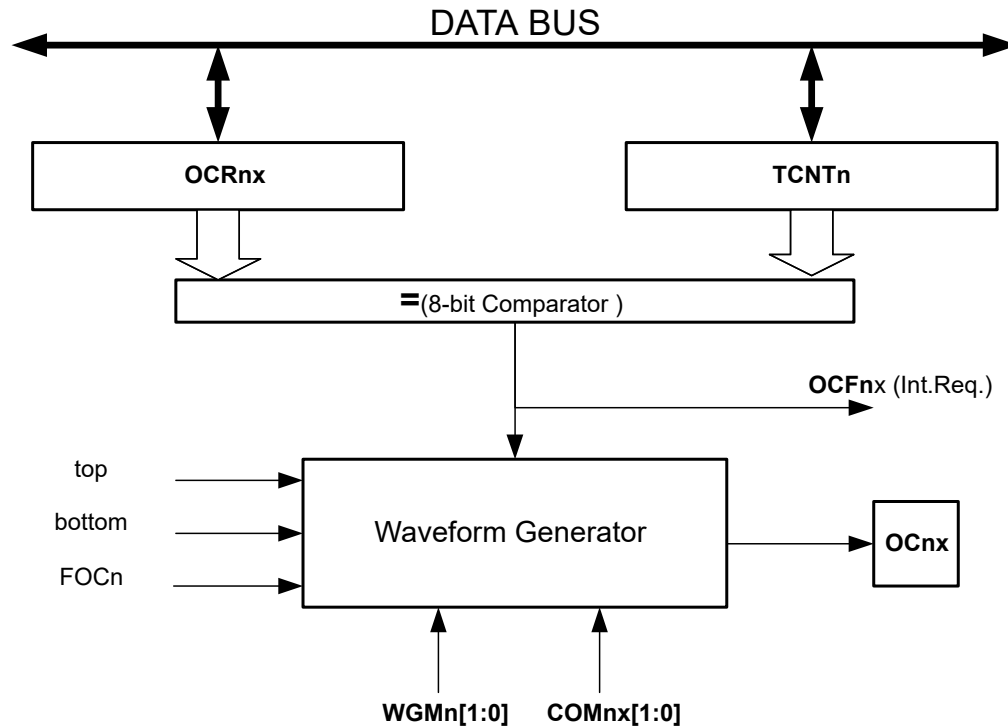 DATA BUS
OCRnx
TCNTn
=(8-bit Comparator )
OCFnx (Int.Req.)
top
bottom
FOCn
Waveform Generator
OCnx
WGMn[1:0]
COMnx[1:0]